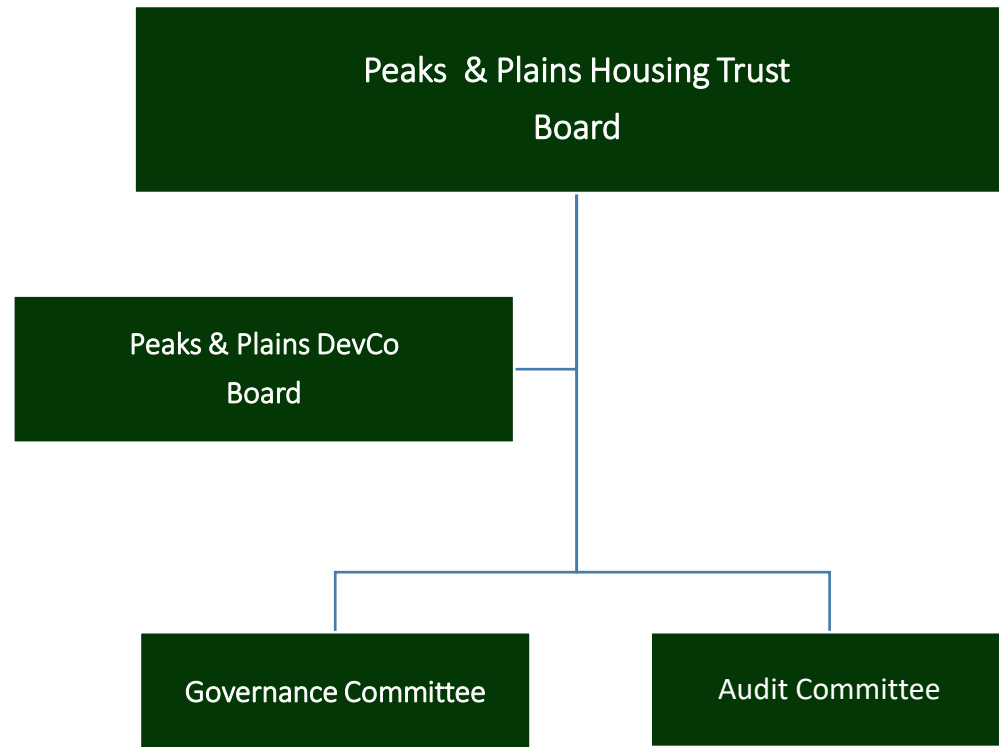 Peaks & Plains Housing Trust
Board
Peaks & Plains DevCo
Board
Governance Committee
Audit Committee